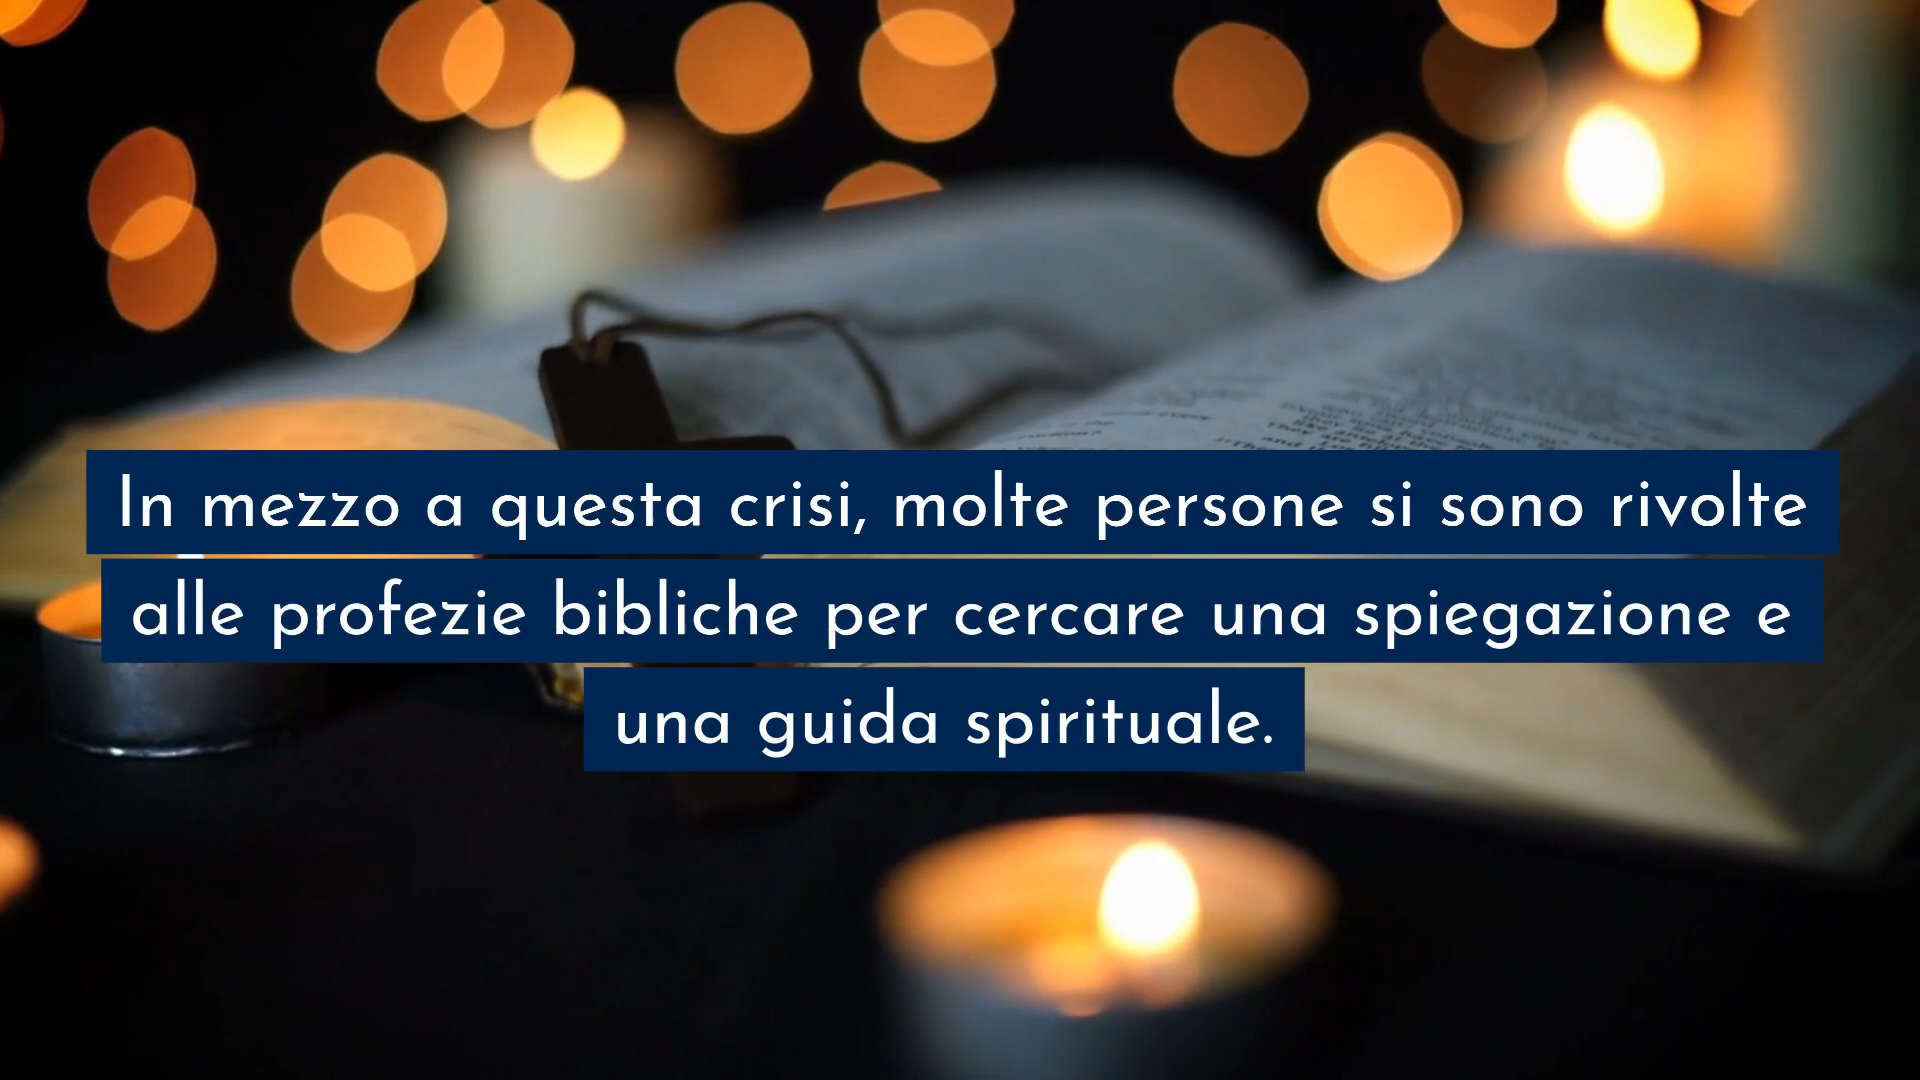 In mezzo a questa crisi, molte persone si sono rivolte
alle profezie bibliche per cercare una spiegazione e
una guida spirituale.